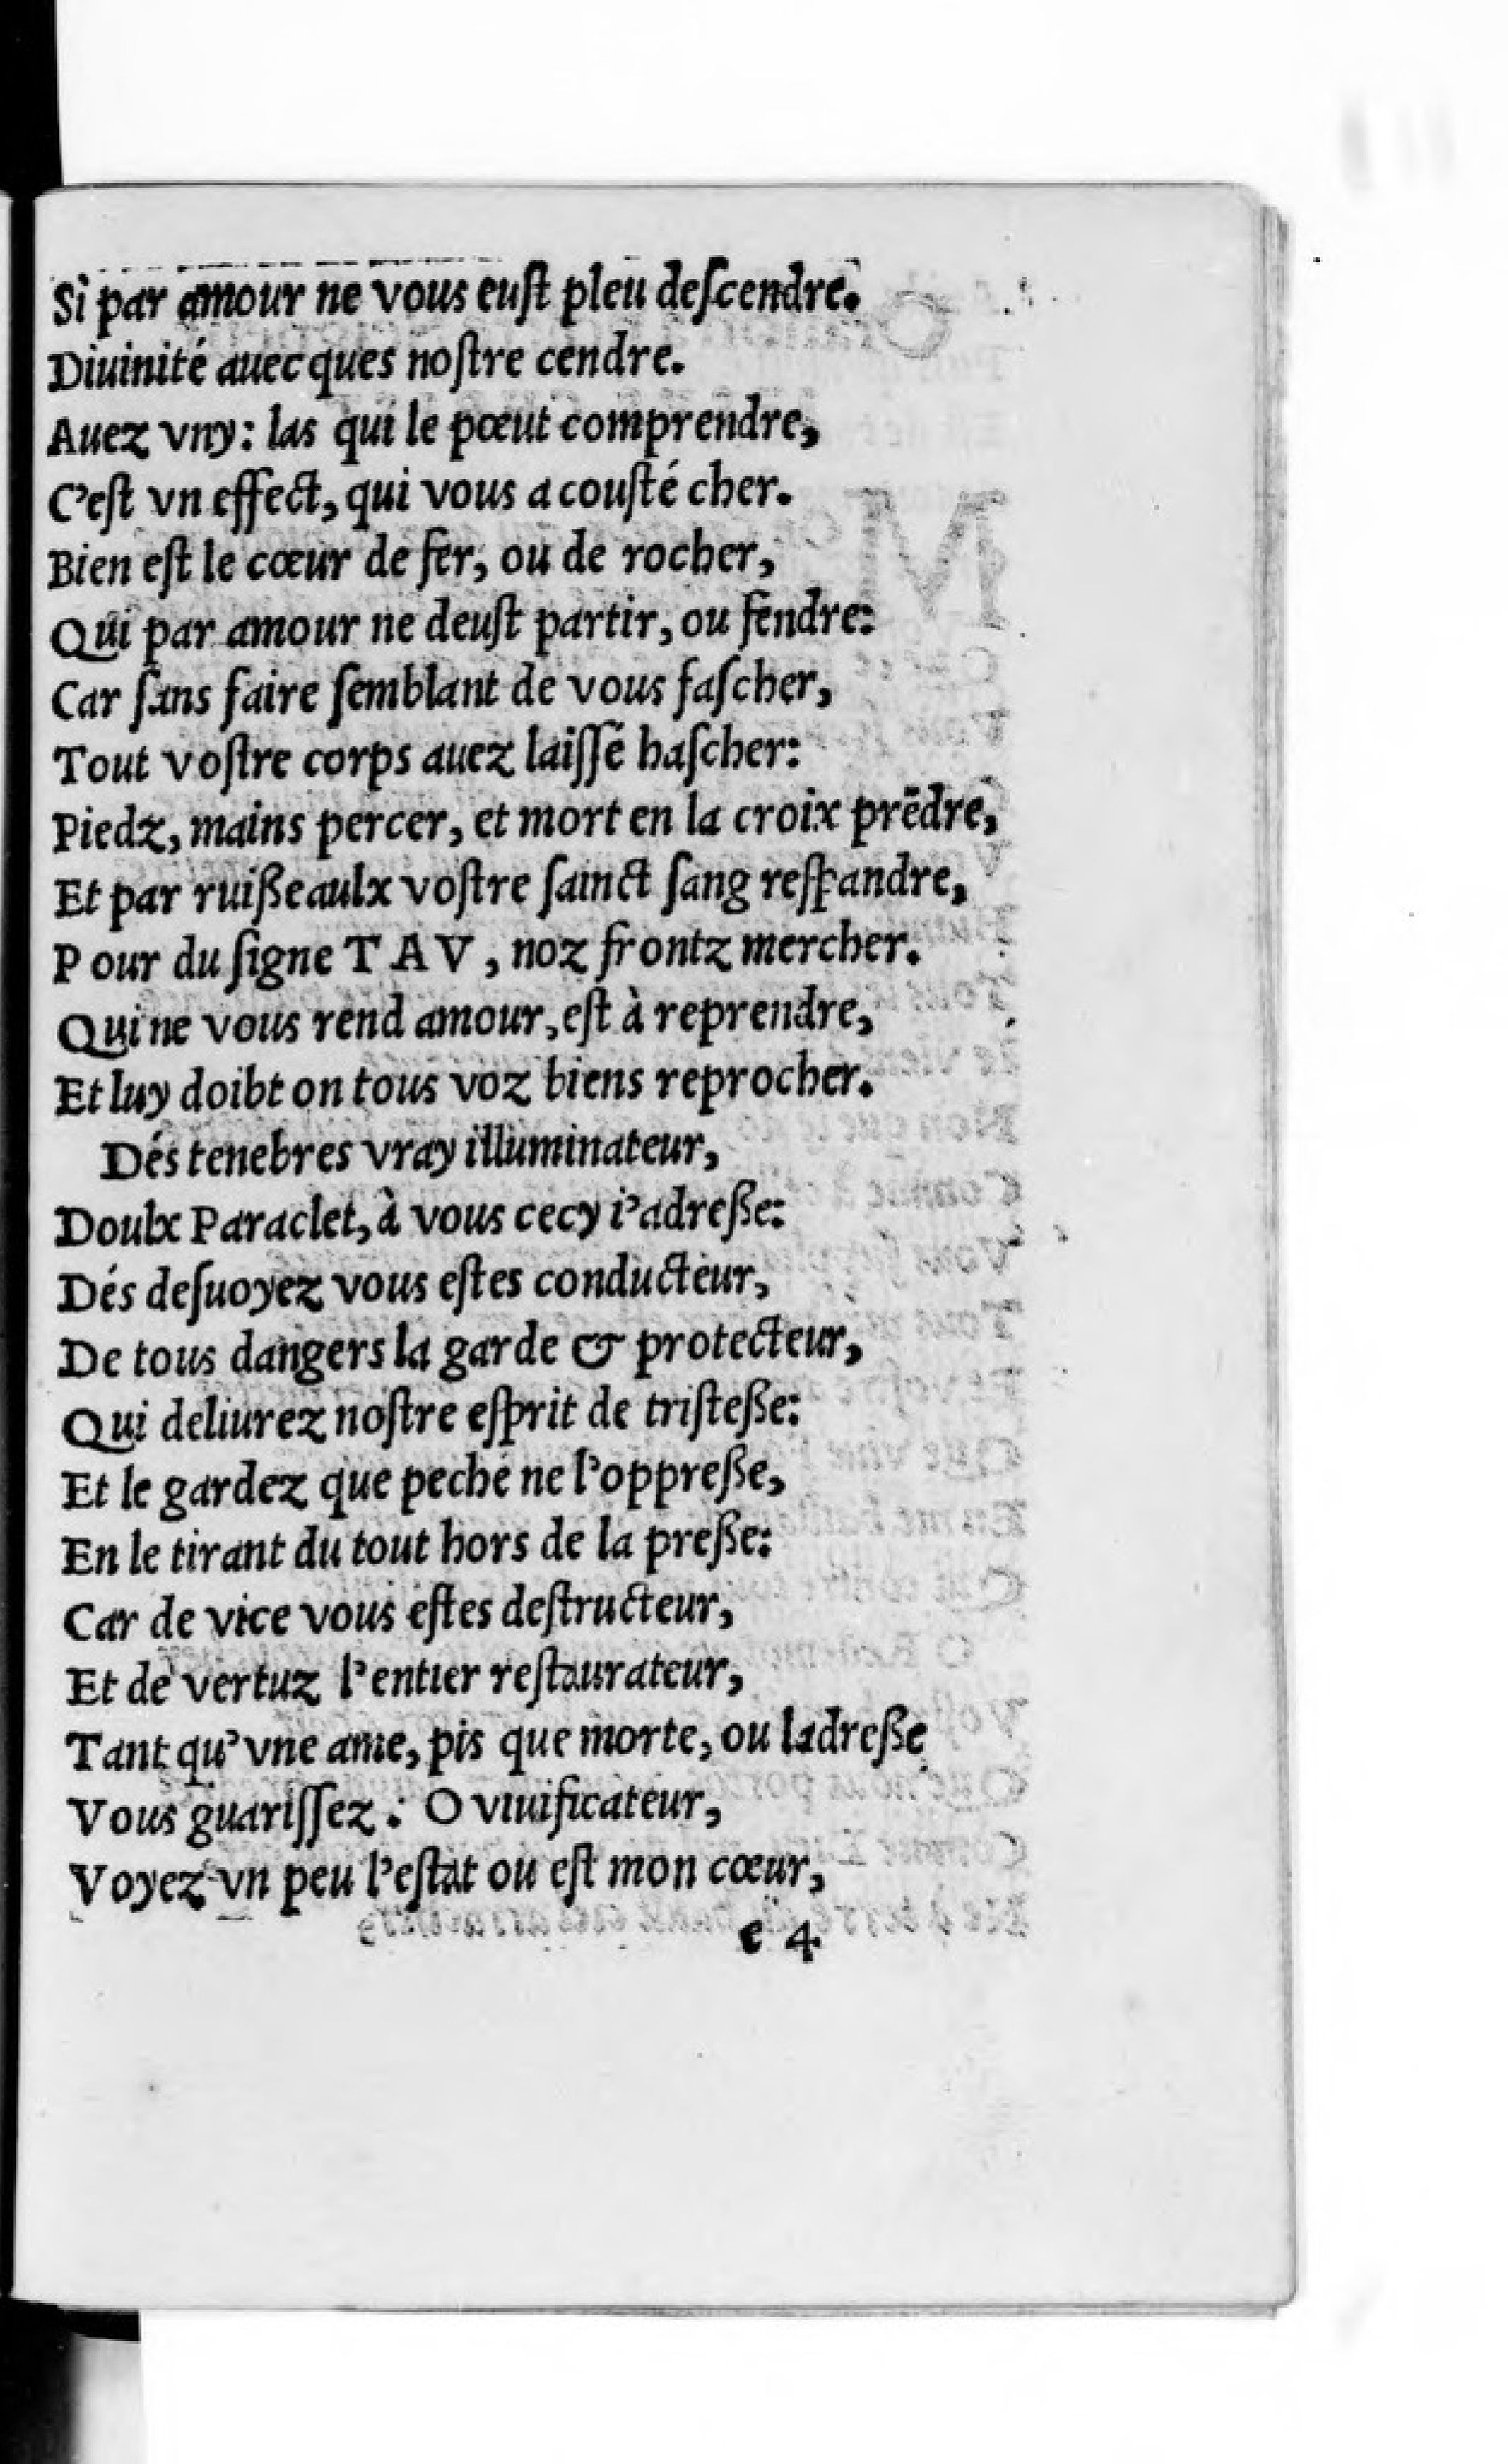 Si par amour ne vous euſt pleu deſcendre.
Diuinité auecques noſtre cendre.
Auez vny: las qui le pœut comprendre,
C'eſt vn effect, qui vous a couſté cher.
Bien eſt le cœur de fer, ou de rocher,
Qui par amour ne deuſt partir, ou fendre:
Car ſans faire ſemblant de vous faſcher,
Tout voſtre corps auez laiſſé haſcher:
Piedz, mains percer, et mort en la croix prēdre,
Et par ruißeaulx voſtre ſainct ſang reſpandre,
Pour du ſigne TAV, noz frontz mercher.
Qui ne vous rend amour, eſt à reprendre,
Et luy doibt on tous voz biens reprocher.
Dés tenebres vray illuminateur,
Doulx Paraclet, à vous cecy i'adreße:
Dés deſuoyez vous eſtes conducteur,
De tous dangers la garde & protecteur,
Qui deliurez noſtre eſprit de triſteße:
Et le gardez que peché ne l'oppreße,
En le tirant du tout hors de la preße:
Car de vice vous eſtes deſtructeur,
Et de vertuz l'entier reſtaurateur,
Tant qu'vne ame, pis que morte, ou ladreße
Vous guariſſez: O viuificateur,
Voyez vn peu l'eſtat ou eſt mon cœur,
e 4